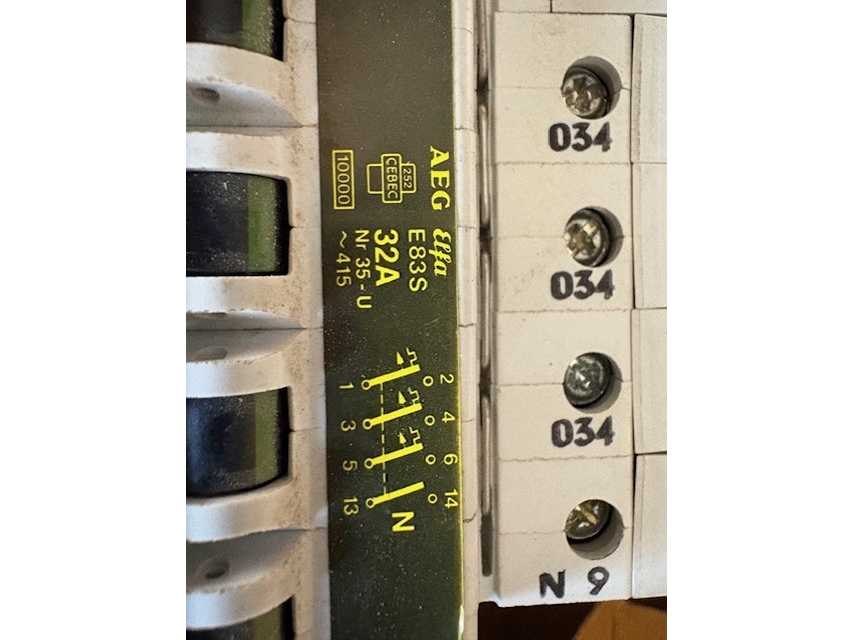 AEG Elfa
E83S
32A
Nr 35-U
~415
252
CEBEC
10000
2 4 6 14
N
1 3 5 13
034
034
034
N 9